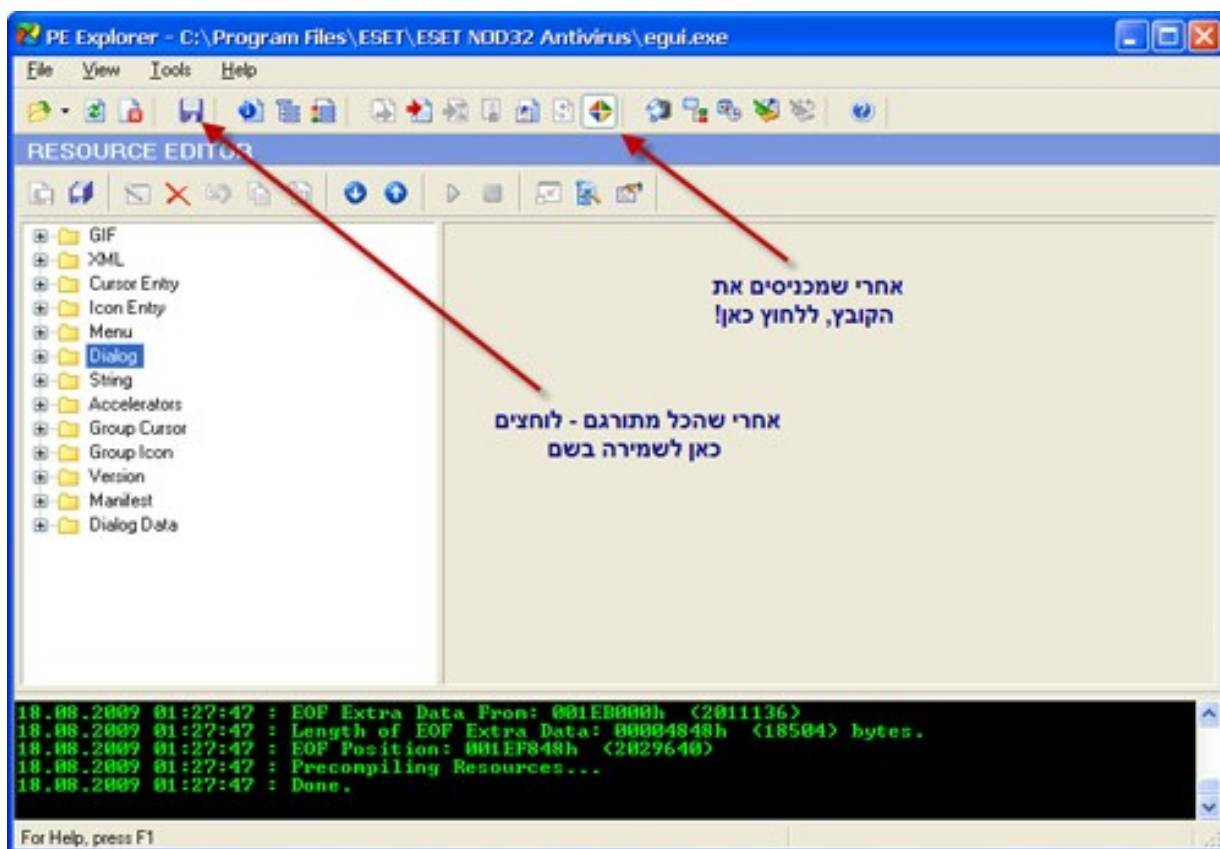 PE Explorer - C:\Program Files\ESET\ESET NOD32 Antivirus\egui.exe
File View Tools Help
RESOURCE EDITOR
GIF
XML
Cursor Entry
Icon Entry
Menu
Dialog
String
Accelerators
Group Cursor
Group Icon
Version
Manifest
Dialog Data
אחרי שמכניסים את
הקובץ, ללחוץ כאן!
אחרי שהכל מתורגם - לוחצים
כאן לשמירה בשם
18.08.2009 01:27:47 : EOF Extra Data From: 001EB000h (2011136)
18.08.2009 01:27:47 : Length of EOF Extra Data: 00004848h (18504) bytes.
18.08.2009 01:27:47 : EOF Position: 001EF848h (2029640)
18.08.2009 01:27:47 : Precompiling Resources...
18.08.2009 01:27:47 : Done.
For Help, press F1